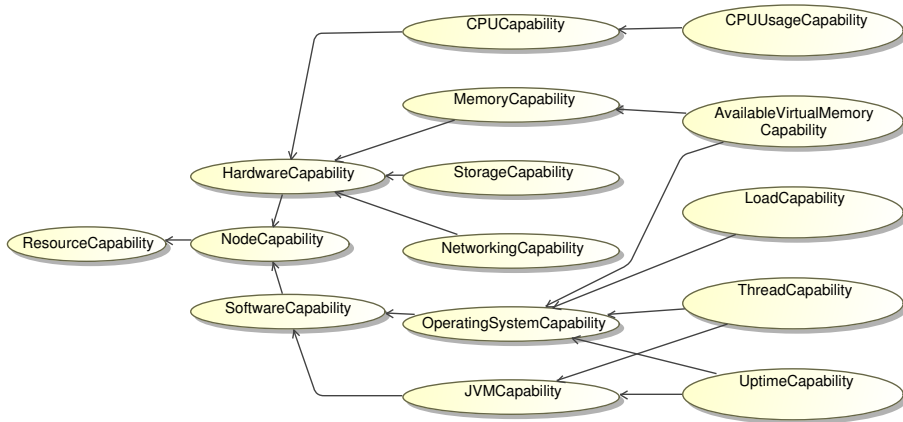 CPUCapability
CPUUsageCapability
MemoryCapability
AvailableVirtualMemory
Capability
HardwareCapability
StorageCapability
LoadCapability
ResourceCapability
NodeCapability
NetworkingCapability
SoftwareCapability
OperatingSystemCapability
ThreadCapability
JVMCapability
UptimeCapability